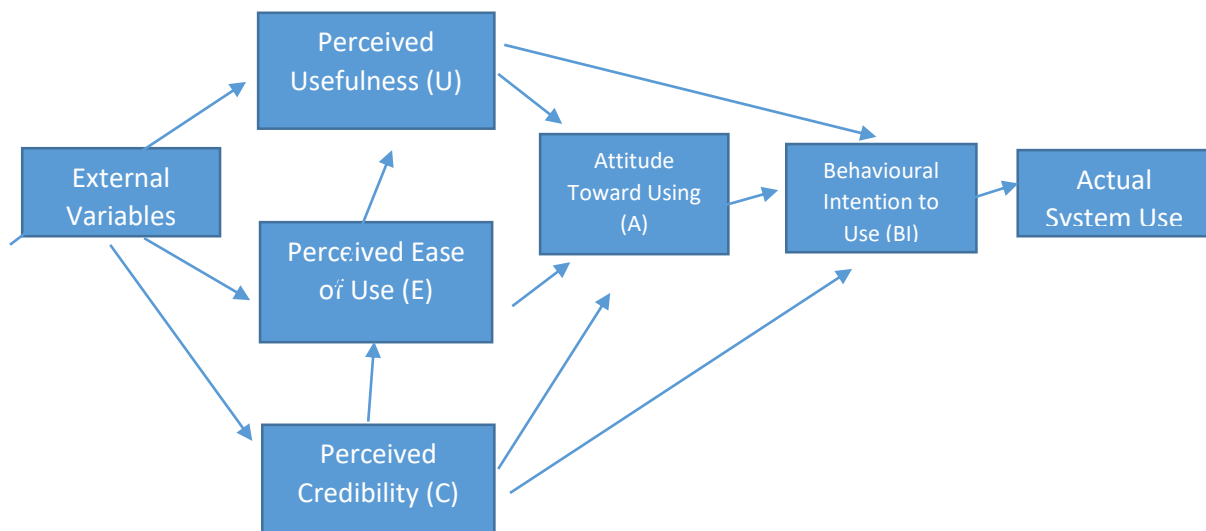 Perceived
Usefulness (U)
External
Variables
Perceived Ease
of Use (E)
Perceived
Credibility (C)
Attitude
Toward Using
(A)
Behavioural
Intention to
Use (BI)
Actual
System Use